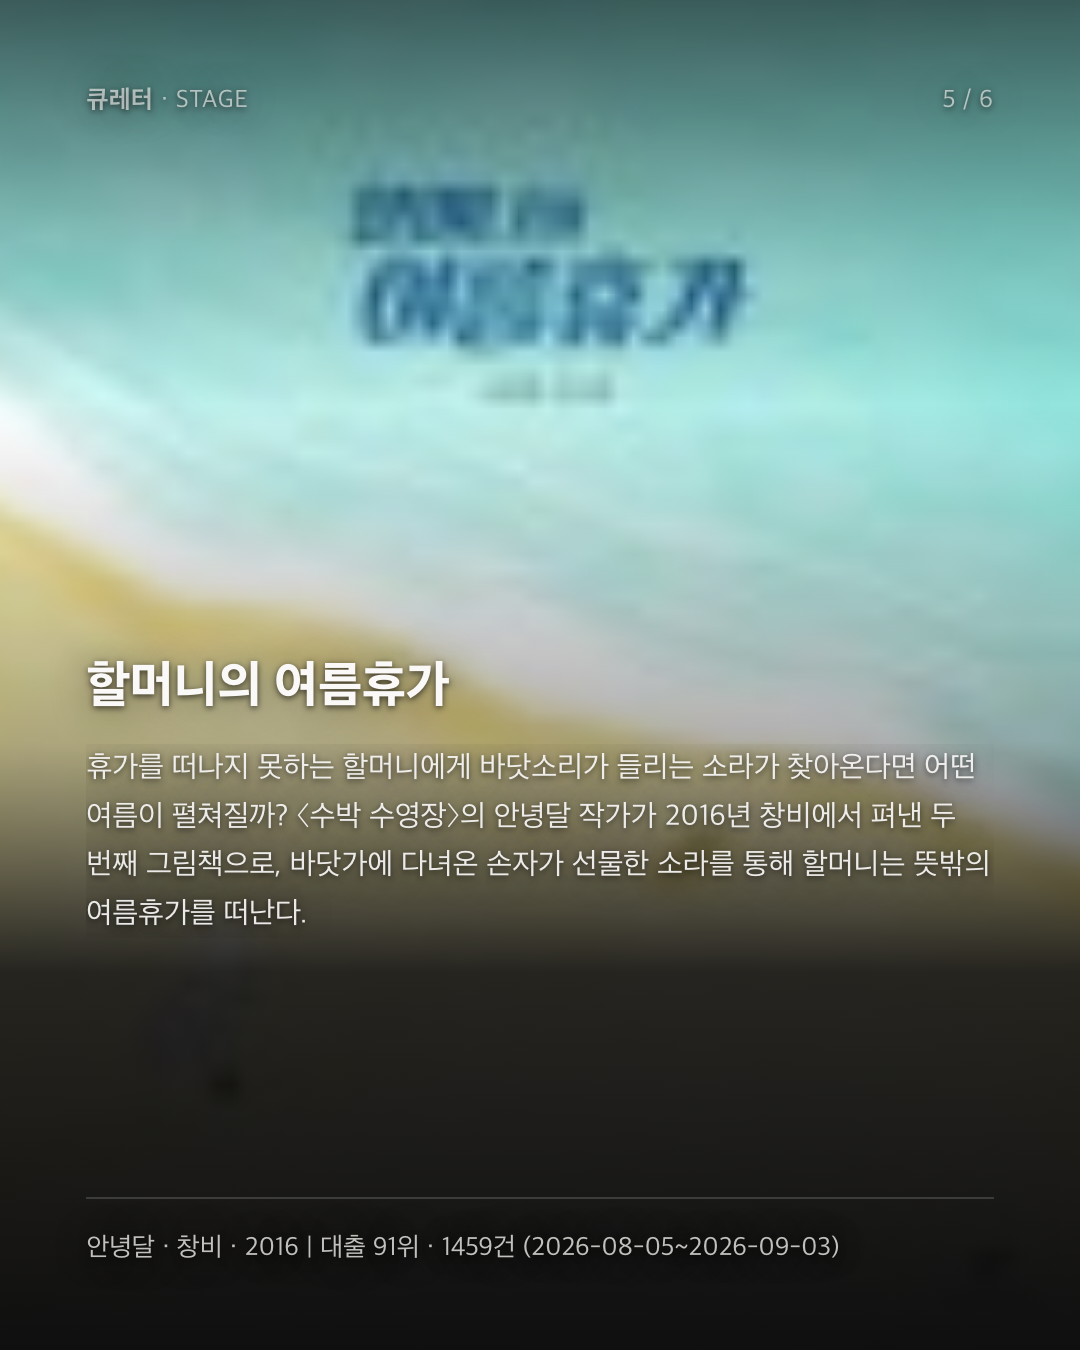 큐레터 · STAGE
5 / 6
여름휴가
할머니의 여름휴가
휴가를 떠나지 못하는 할머니에게 바닷소리가 들리는 소라가 찾아온다면 어떤
여름이 펼쳐질까? 〈수박 수영장〉의 안녕달 작가가 2016년 창비에서 펴낸 두
번째 그림책으로, 바닷가에 다녀온 손자가 선물한 소라를 통해 할머니는 뜻밖의
여름휴가를 떠난다.
안녕달 · 창비 · 2016 | 대출 91위 · 1459건 (2026-08-05~2026-09-03)